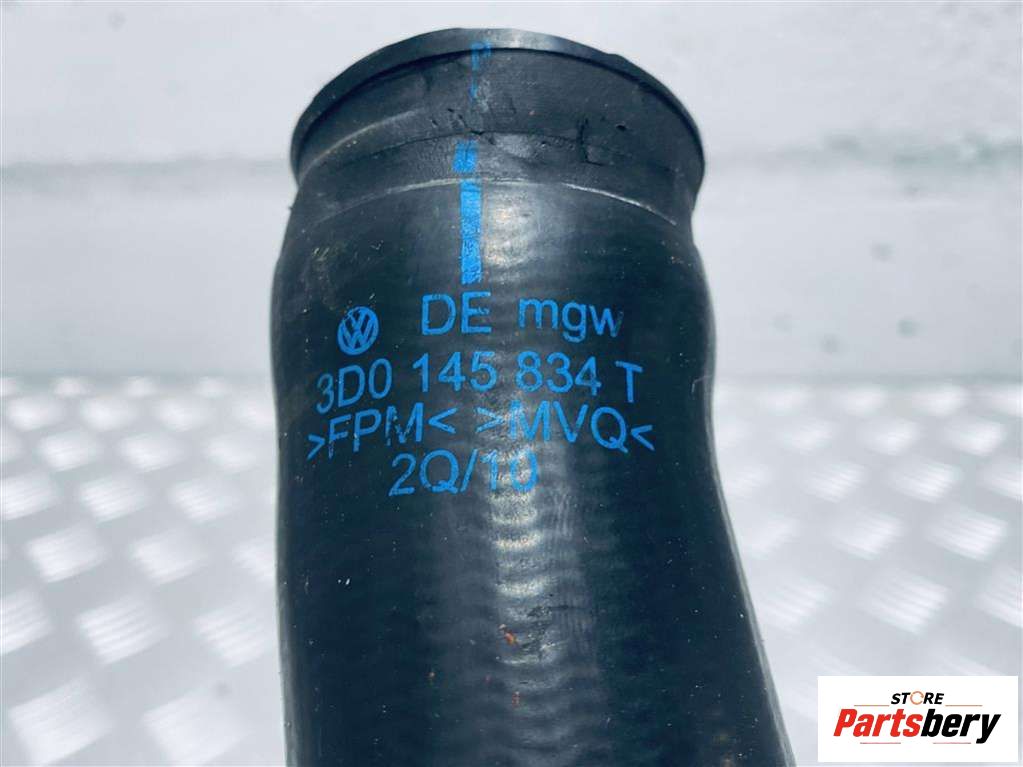 DE mgw
3D0 145 834 T
>FPM< >MVQ<
2Q/10
STORE
Partsbery